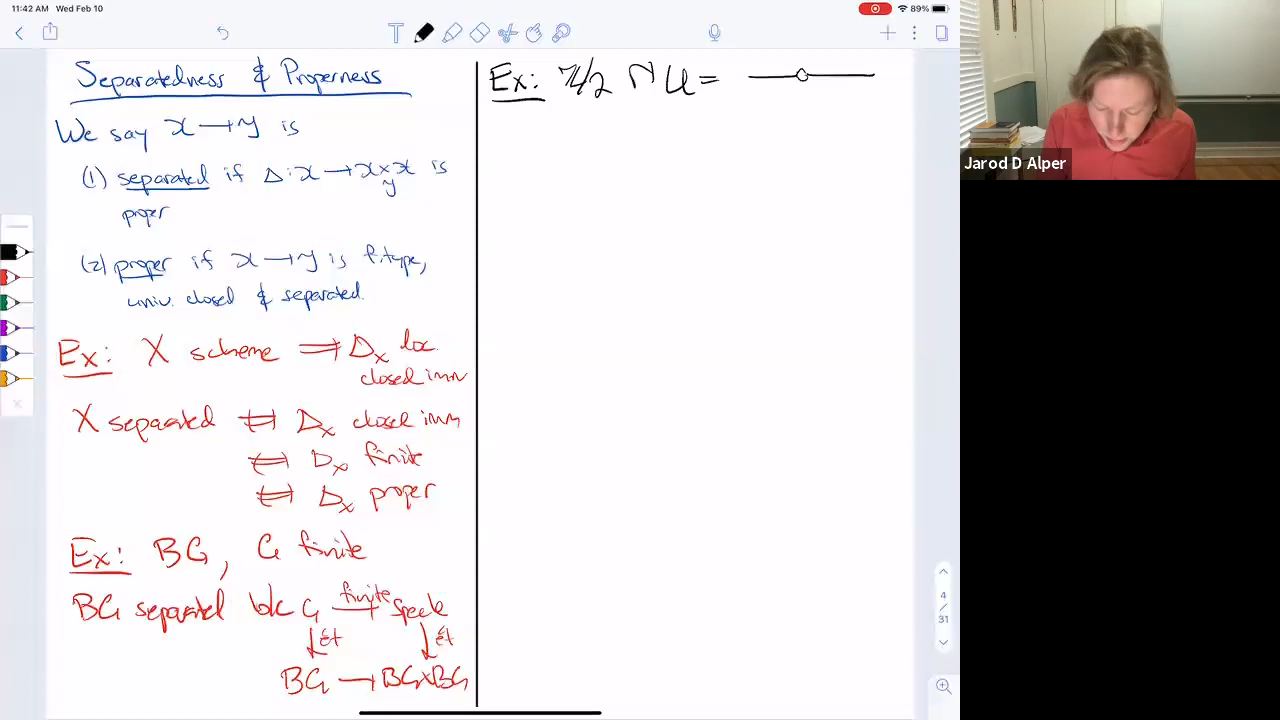 11:42 AM Wed Feb 10
89%
Separatedness & Properness
We say X → Y is
(1) separated if Δ: X → X × X is
Y
proper
(2) proper if X → Y is f.type,
univ. closed & separated.
Ex: X scheme ⟹ Δ_X loc.
closed imm
X separated ⟺ Δ_X closed imm
⟺ Δ_X finite
⟺ Δ_X proper
Ex: BG, G finite
BG separated b/c G → Spec k
finite
↓ét ↓ét
BG → BG×BG
Ex: Z/2 ↷ U =
4
/
31
Jarod D Alper